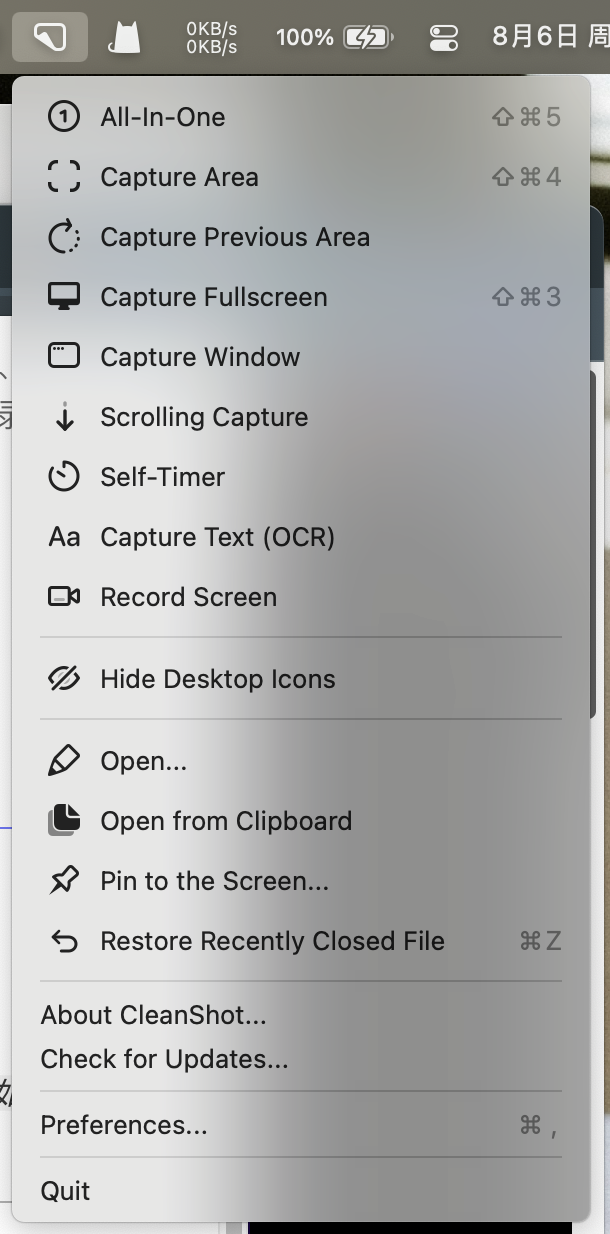 0KB/s
0KB/s
100%
8月6日 周
All-In-One ⇧⌘5
Capture Area ⇧⌘4
Capture Previous Area
Capture Fullscreen ⇧⌘3
Capture Window
Scrolling Capture
Self-Timer
Aa Capture Text (OCR)
Record Screen
Hide Desktop Icons
Open...
Open from Clipboard
Pin to the Screen...
Restore Recently Closed File ⌘Z
About CleanShot...
Check for Updates...
Preferences... ⌘ ,
Quit